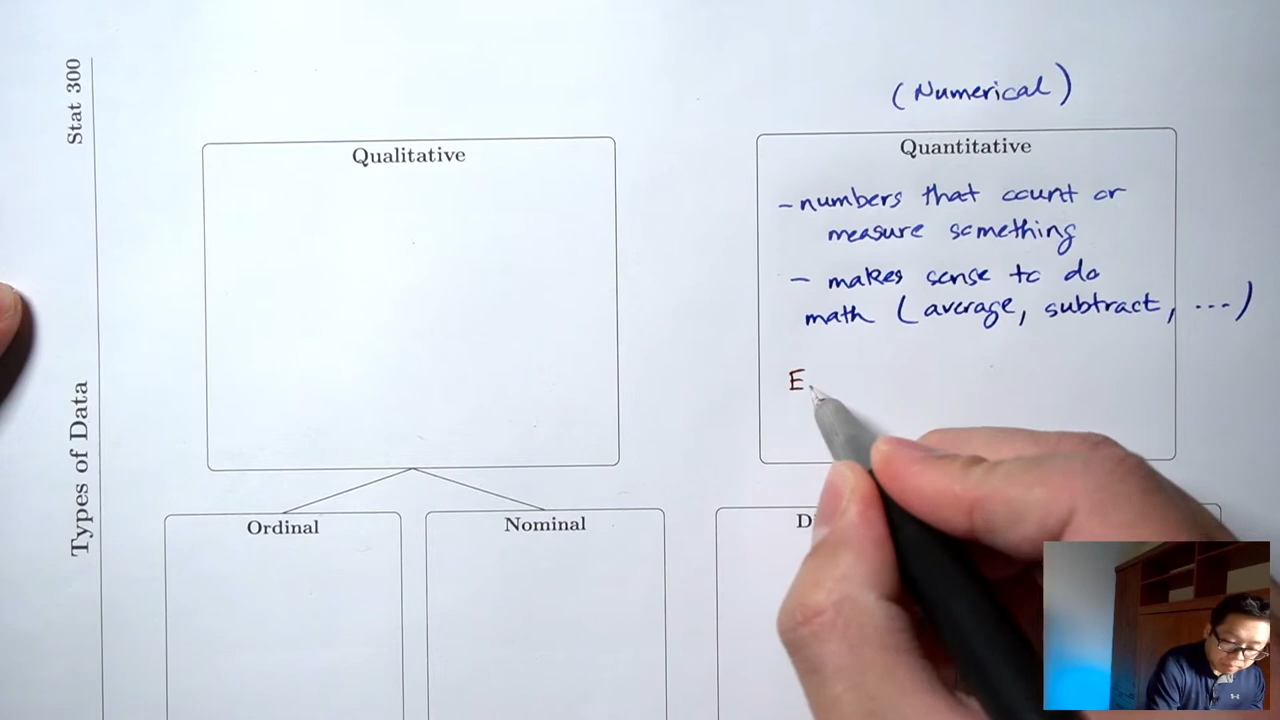 Stat 300
Types of Data
(Numerical)
Qualitative
Quantitative
- numbers that count or
measure something
- makes sense to do
math (average, subtract, ...)
E
Ordinal
Nominal